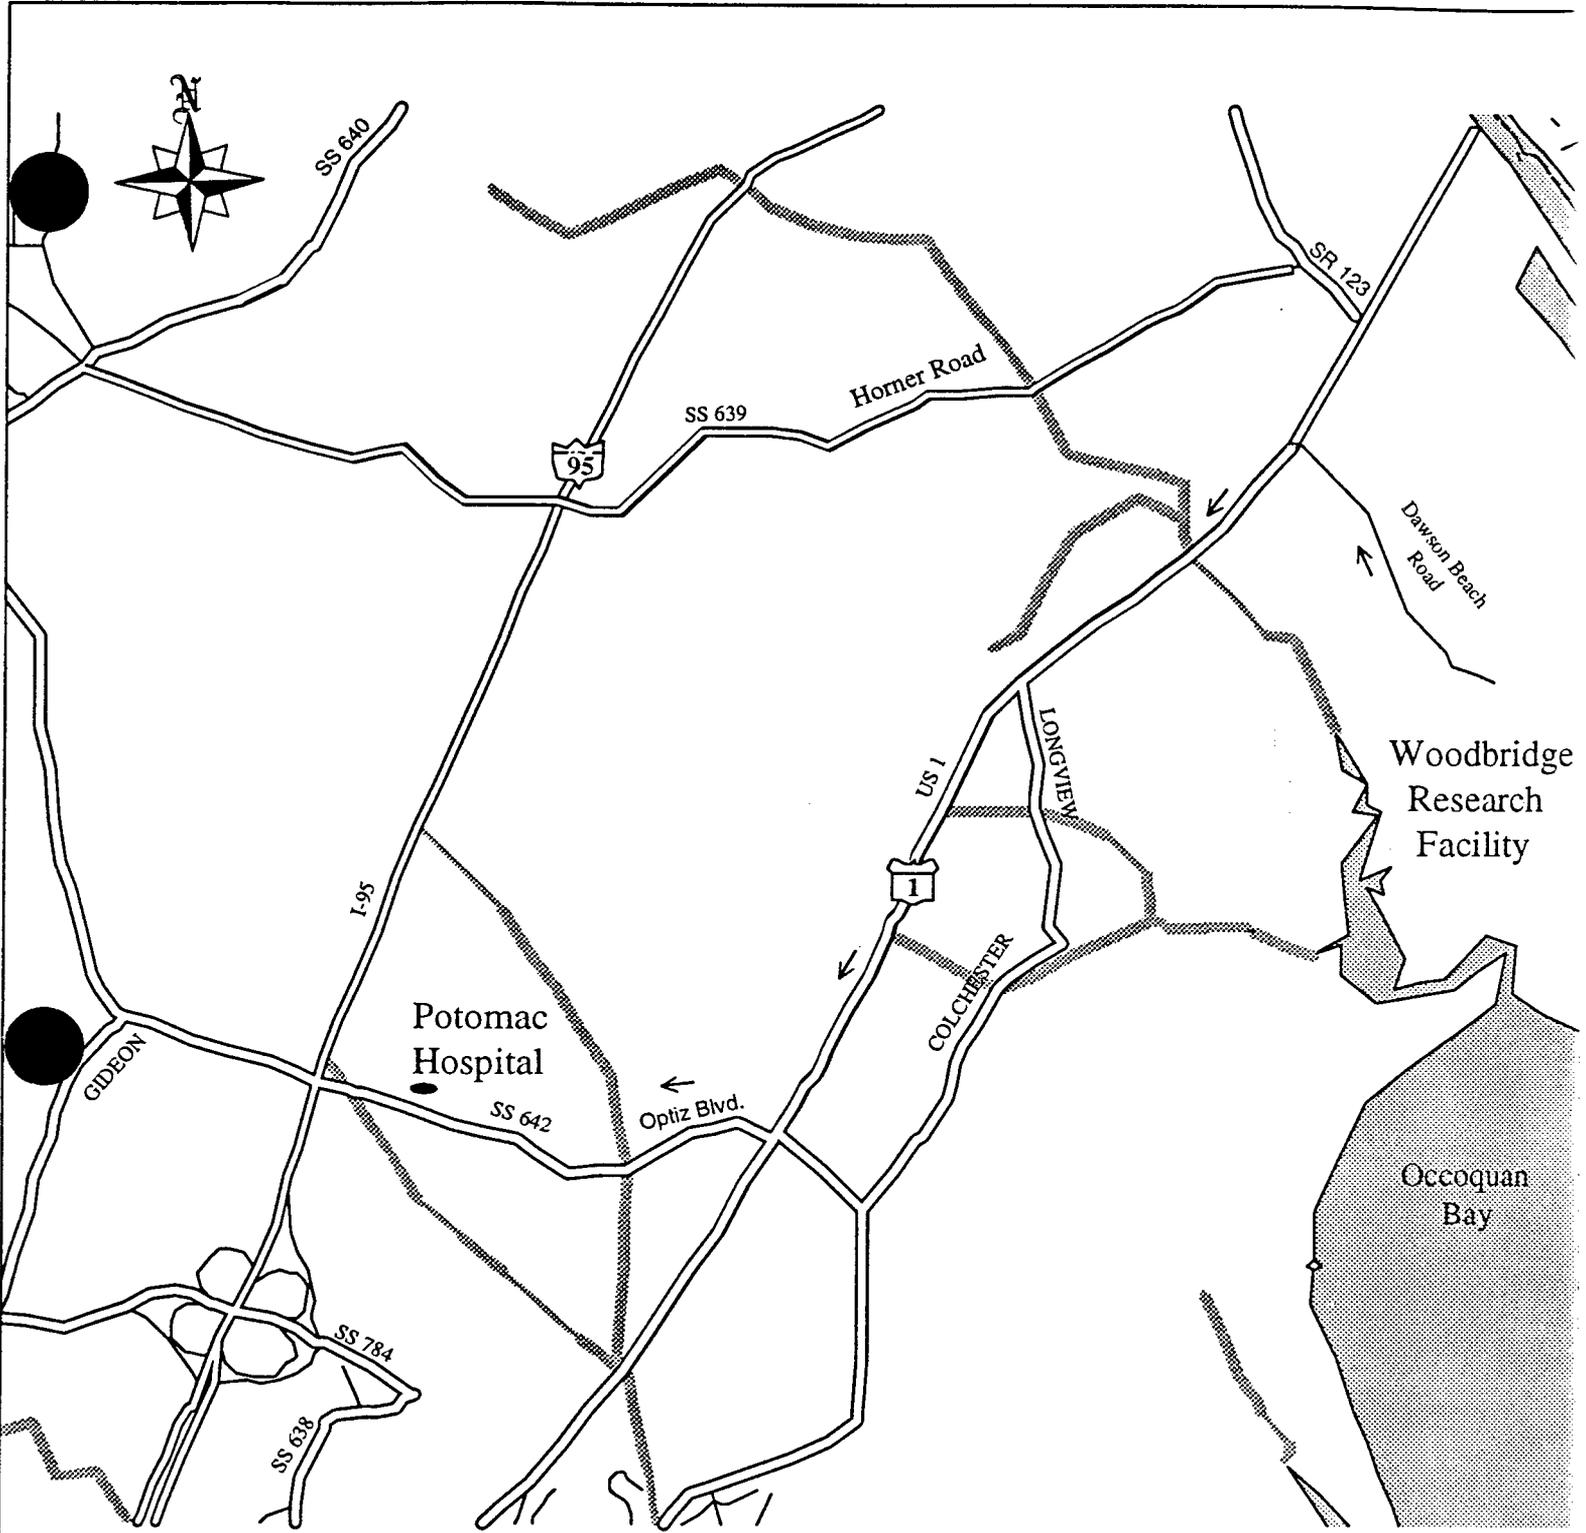 N
SS 640
SR 123
Horner Road
SS 639
95
Dawson Beach
Road
LONGVIEW
US 1
Woodbridge
Research
Facility
1
I-95
COLCHESTER
Potomac
Hospital
GIDEON
SS 642
Optiz Blvd.
Occoquan
Bay
SS 784
SS 638